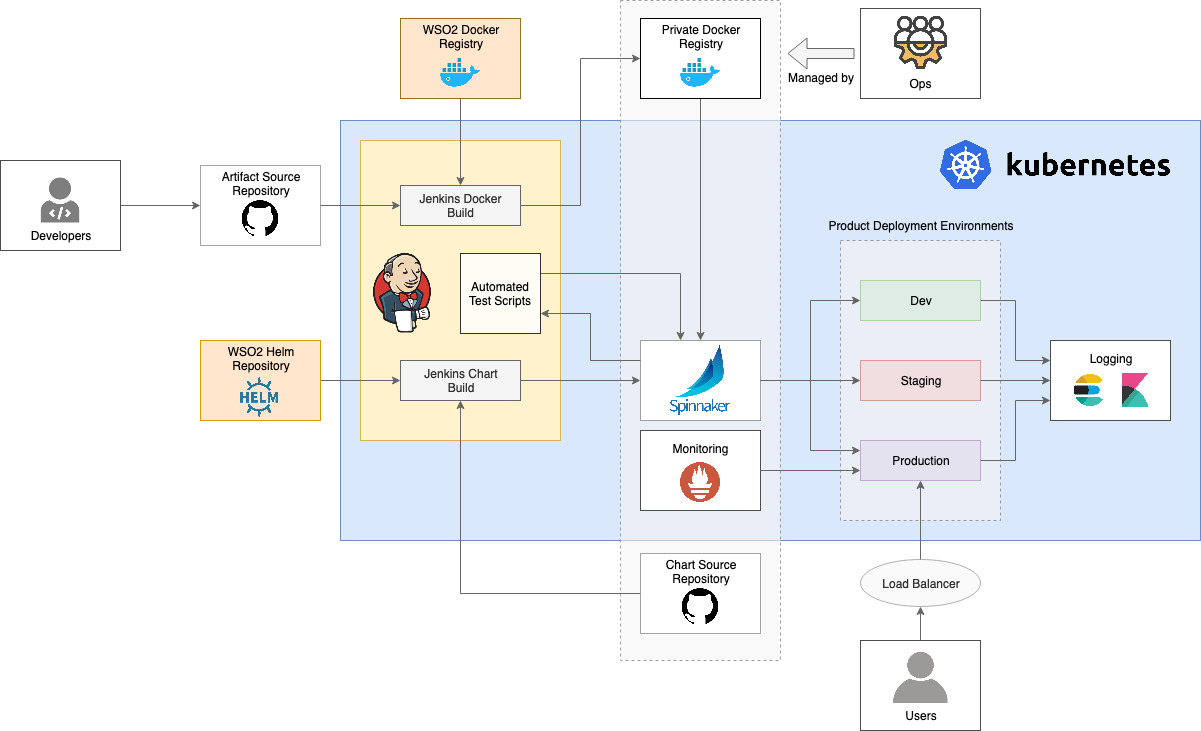 WSO2 Docker
Registry
Private Docker
Registry
Managed by
Ops
kubernetes
Developers
Artifact Source
Repository
Jenkins Docker
Build
Product Deployment Environments
Automated
Test Scripts
Dev
WSO2 Helm
Repository
HELM
Jenkins Chart
Build
Spinnaker
Staging
Logging
Monitoring
Production
Chart Source
Repository
Load Balancer
Users